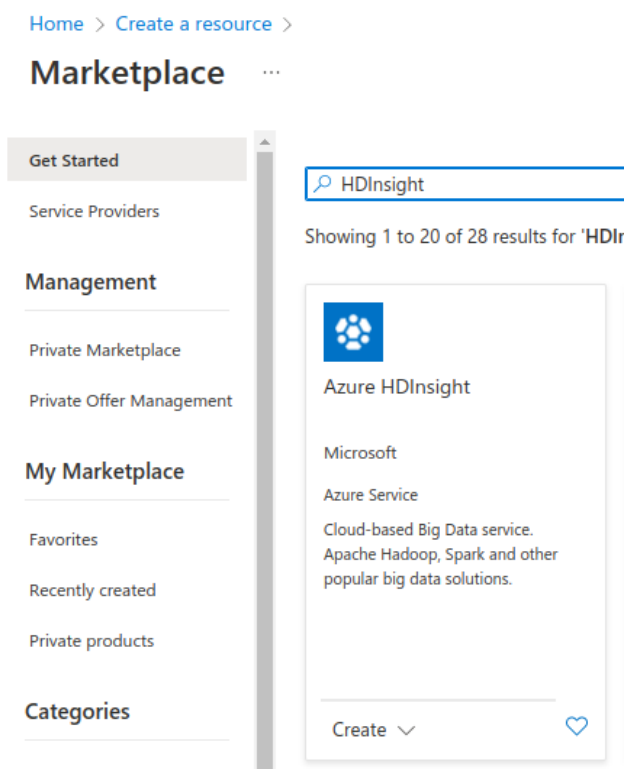 Home > Create a resource >
Marketplace ...
Get Started
Service Providers
Management
Private Marketplace
Private Offer Management
My Marketplace
Favorites
Recently created
Private products
Categories
HDInsight
Showing 1 to 20 of 28 results for 'HDIn
Azure HDInsight
Microsoft
Azure Service
Cloud-based Big Data service.
Apache Hadoop, Spark and other
popular big data solutions.
Create